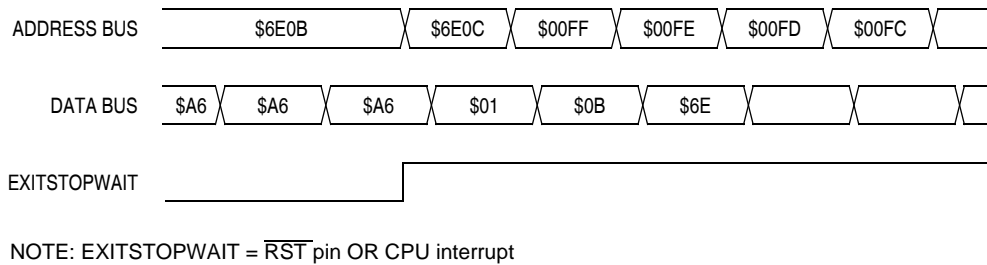 ADDRESS BUS $6E0B $6E0C $00FF $00FE $00FD $00FC
DATA BUS $A6 $A6 $A6 $01 $0B $6E
EXITSTOPWAIT
NOTE: EXITSTOPWAIT = RST pin OR CPU interrupt